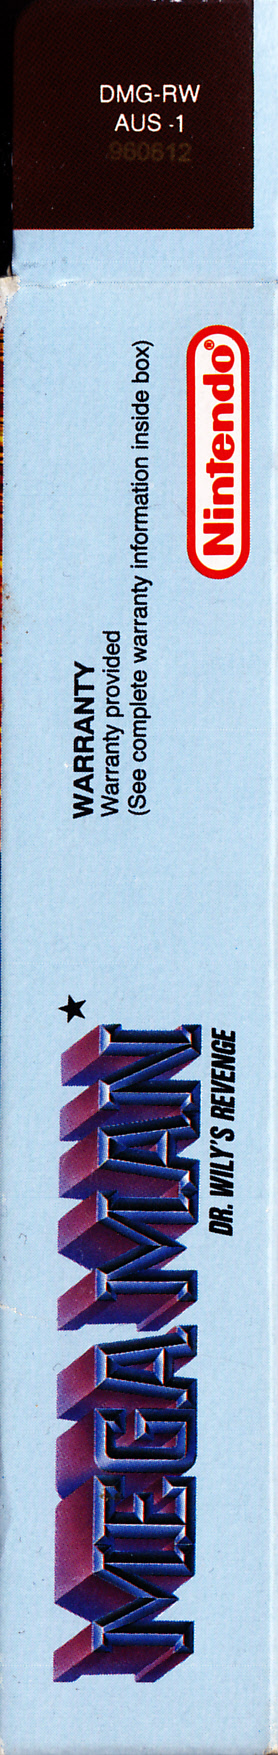 DMG-RW
AUS -1
960612
Nintendo®
WARRANTY
Warranty provided
(See complete warranty information inside box)
MEGA MAN★
DR. WILY'S REVENGE